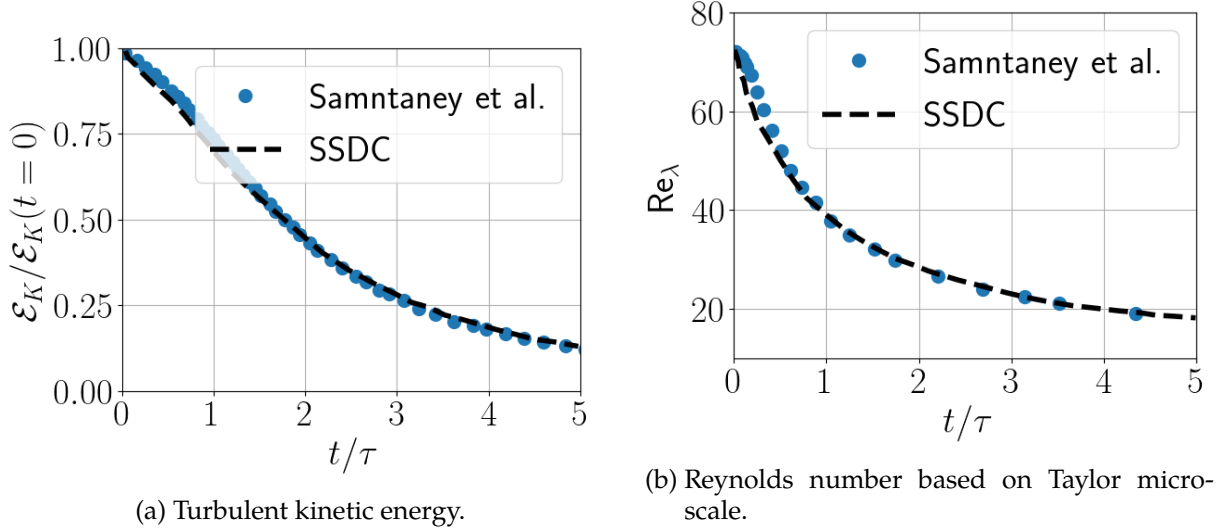 1.00
0.75
0.50
0.25
0.00
0 1 2 3 4 5
t/τ
ℰ_K/ℰ_K(t = 0)
Samntaney et al.
SSDC
(a) Turbulent kinetic energy.
80
60
40
20
0 1 2 3 4 5
t/τ
Re_λ
Samntaney et al.
SSDC
(b) Reynolds number based on Taylor micro-
scale.